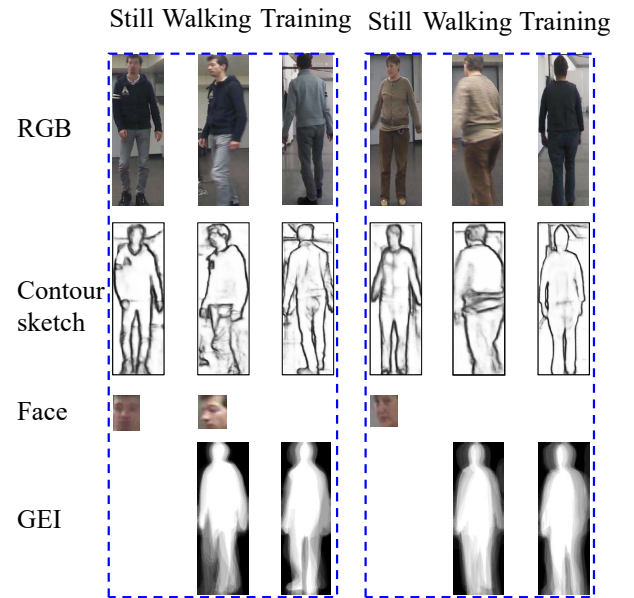 Still Walking Training Still Walking Training
RGB
Contour
sketch
Face
GEI